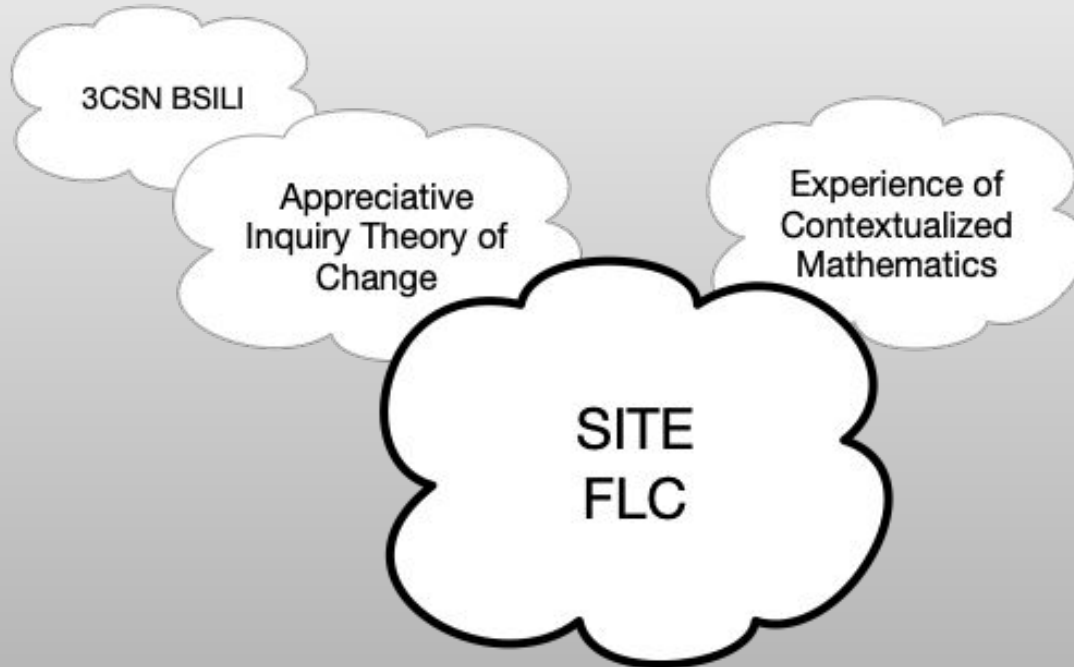 3CSN BSILI
Appreciative
Inquiry Theory of
Change
Experience of
Contextualized
Mathematics
SITE
FLC